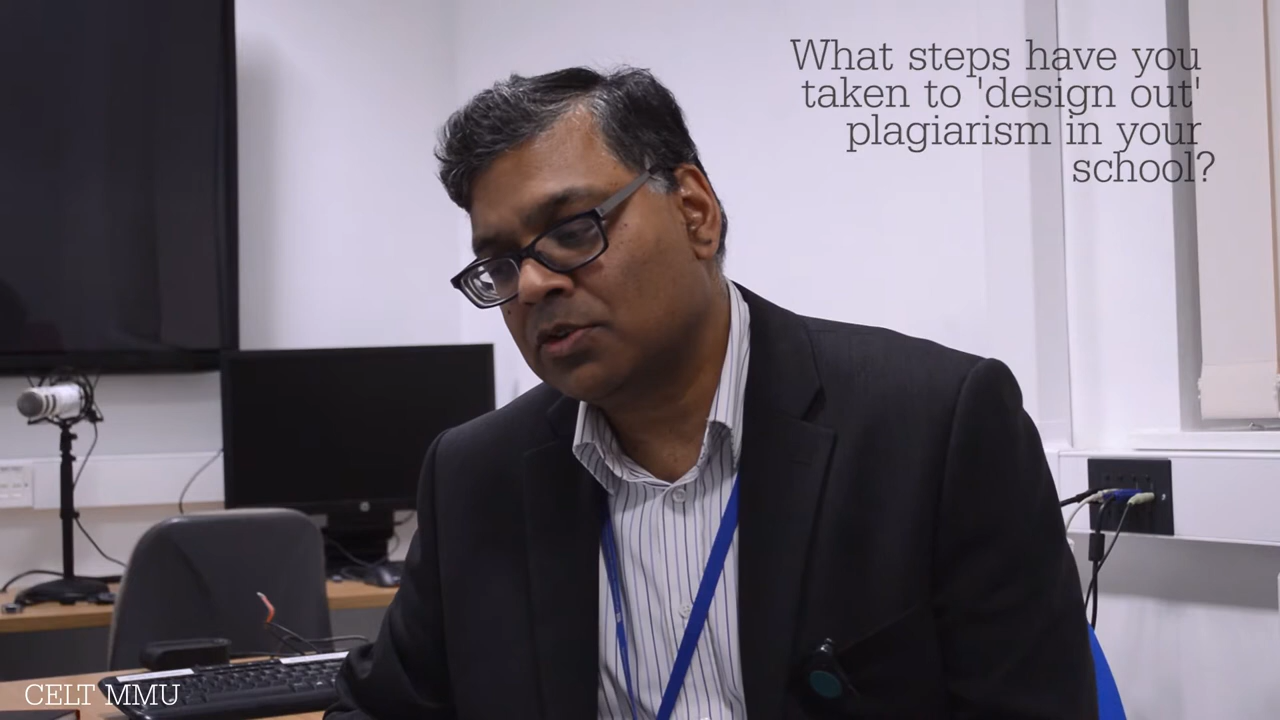 What steps have you
taken to 'design out'
plagiarism in your
school?
CELT MMU